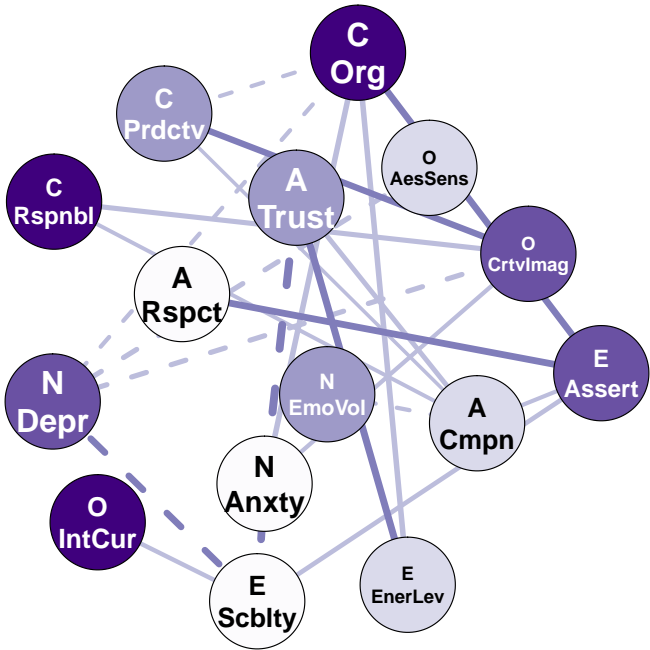 C
Org
C
Prdctv
O
AesSens
A
Trust
C
Rspnbl
O
CrtvImag
A
Rspct
E
Assert
N
Depr
N
EmoVol
A
Cmpn
N
Anxty
O
IntCur
E
EnerLev
E
Scblty